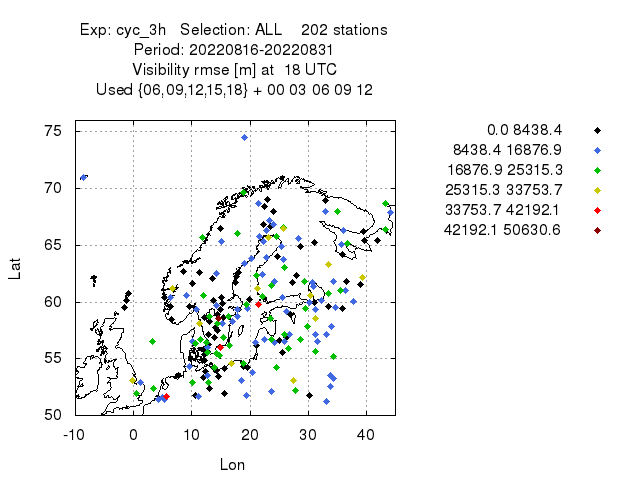 Exp: cyc_3h Selection: ALL 202 stations
Period: 20220816-20220831
Visibility rmse [m] at 18 UTC
Used {06,09,12,15,18} + 00 03 06 09 12
0.0 8438.4
8438.4 16876.9
16876.9 25315.3
25315.3 33753.7
33753.7 42192.1
42192.1 50630.6
75
70
65
60
55
50
Lat
-10 0 10 20 30 40
Lon